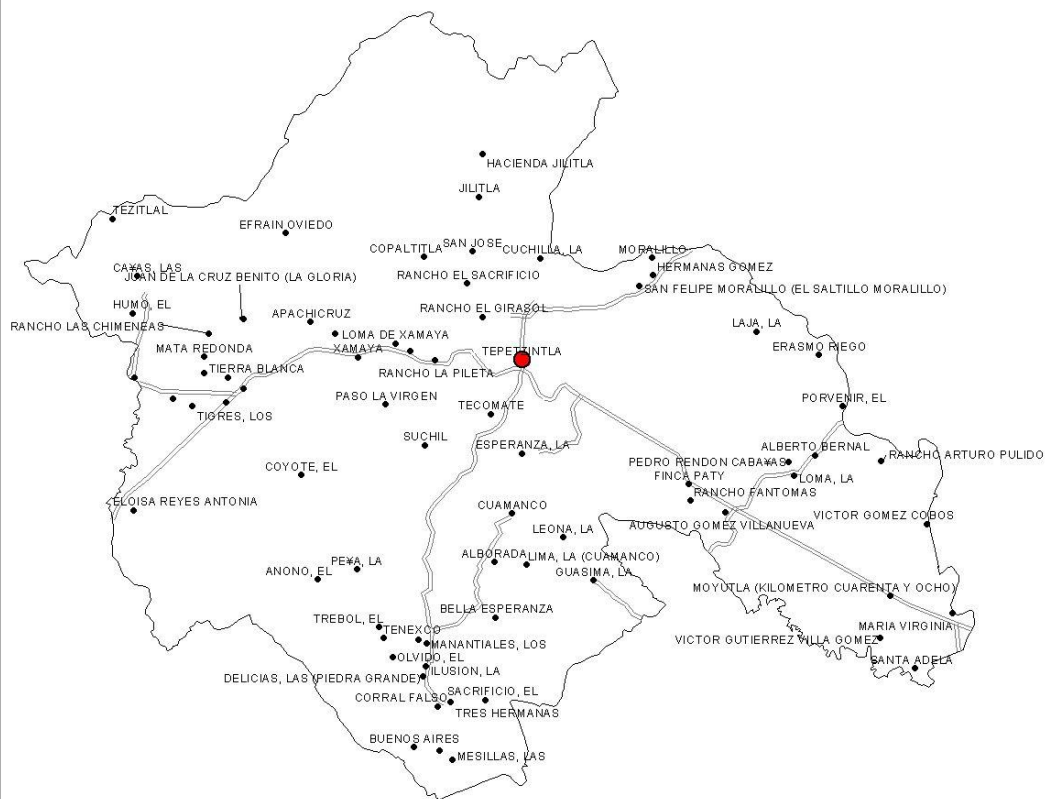 HACIENDA JILITLA
JILITLA
TEZITLAL
EFRAIN OVIEDO
COPALTITLA
SAN JOSE
CUCHILLA, LA
MORALILLO
CA¥AS, LAS
HERMANAS GOMEZ
JUAN DE LA CRUZ BENITO (LA GLORIA)
RANCHO EL SACRIFICIO
SAN FELIPE MORALILLO (EL SALTILLO MORALILLO)
HUMO, EL
APACHICRUZ
RANCHO EL GIRASOL
RANCHO LAS CHIMENEAS
LOMA DE XAMAYA
LAJA, LA
MATA REDONDA
XAMAYA
TEPETZINTLA
ERASMO RIEGO
TIERRA BLANCA
RANCHO LA PILETA
PASO LA VIRGEN
TECOMATE
PORVENIR, EL
TIGRES, LOS
SUCHIL
ESPERANZA, LA
ALBERTO BERNAL
RANCHO ARTURO PULIDO
COYOTE, EL
PEDRO RENDON CABA¥AS
FINCA PATY
LOMA, LA
RANCHO FANTOMAS
ELOISA REYES ANTONIA
CUAMANCO
VICTOR GOMEZ COBOS
LEONA, LA
AUGUSTO GOMEZ VILLANUEVA
PE¥A, LA
ALBORADA
LIMA, LA (CUAMANCO)
ANONO, EL
GUASIMA, LA
MOYUTLA (KILOMETRO CUARENTA Y OCHO)
BELLA ESPERANZA
TREBOL, EL
TENEXCO
MARIA VIRGINIA
MANANTIALES, LOS
VICTOR GUTIERREZ VILLA GOMEZ
OLVIDO, EL
SANTA ADELA
ILUSION, LA
DELICIAS, LAS (PIEDRA GRANDE)
CORRAL FALSO
SACRIFICIO, EL
TRES HERMANAS
BUENOS AIRES
MESILLAS, LAS